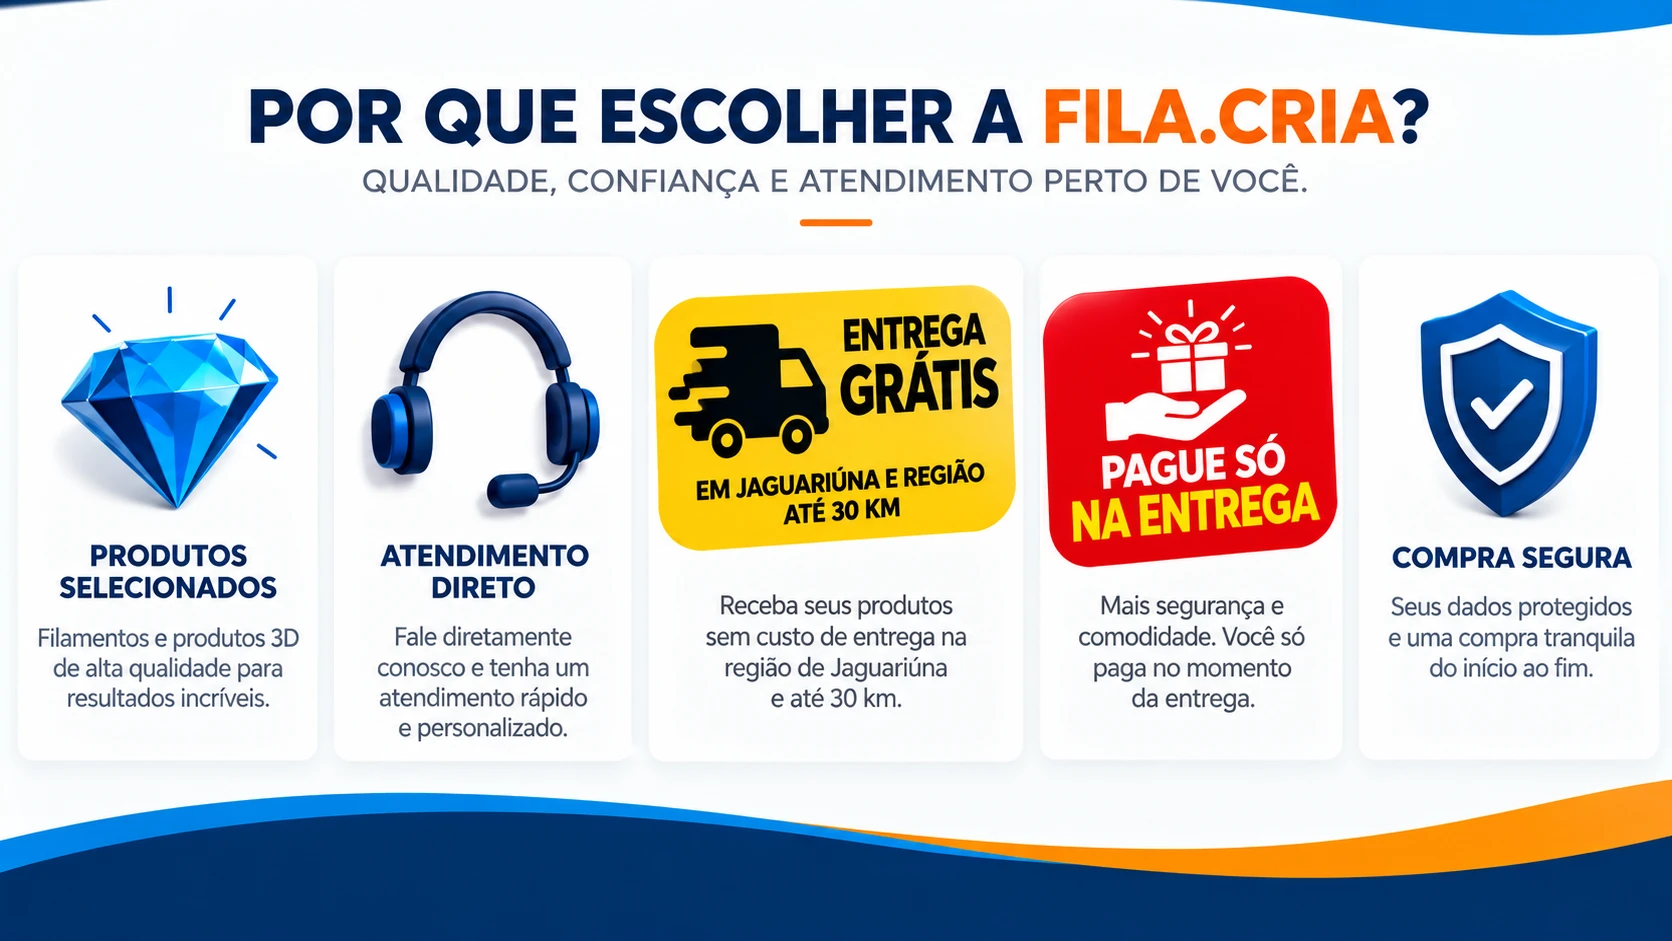 POR QUE ESCOLHER A FILA.CRIA?
QUALIDADE, CONFIANÇA E ATENDIMENTO PERTO DE VOCÊ.
PRODUTOS
SELECIONADOS
Filamentos e produtos 3D
de alta qualidade para
resultados incríveis.
ATENDIMENTO
DIRETO
Fale diretamente
conosco e tenha um
atendimento rápido
e personalizado.
ENTREGA
GRÁTIS
EM JAGUARIÚNA E REGIÃO
ATÉ 30 KM
Receba seus produtos
sem custo de entrega na
região de Jaguariúna
e até 30 km.
PAGUE SÓ
NA ENTREGA
Mais segurança e
comodidade. Você só
paga no momento
da entrega.
COMPRA SEGURA
Seus dados protegidos
e uma compra tranquila
do início ao fim.